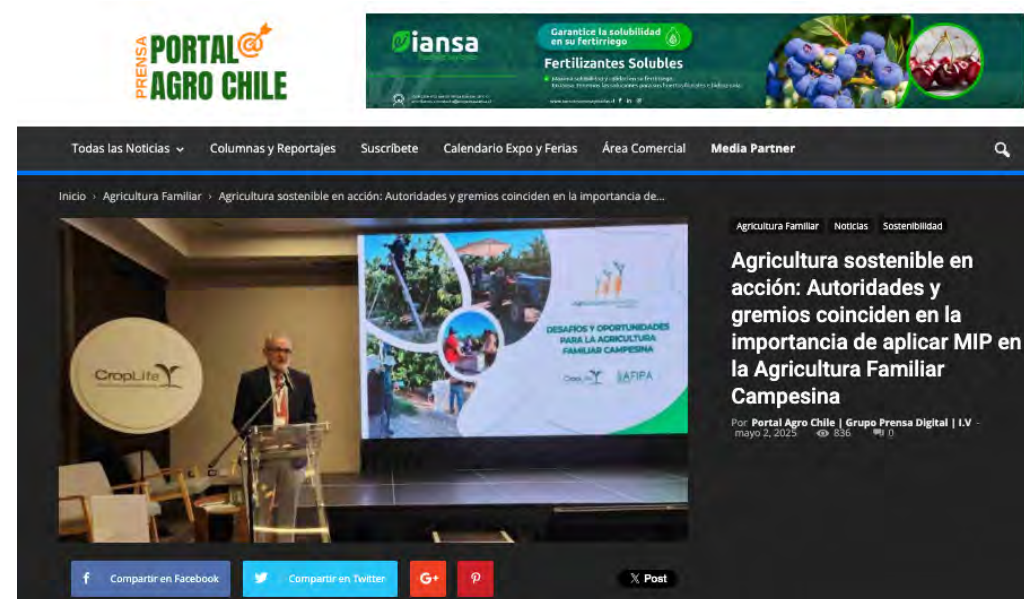 PRENSA
PORTAL@
AGRO CHILE
iansa
Garantice la solubilidad
en su fertirriego
Fertilizantes Solubles
Todas las Noticias
Columnas y Reportajes
Suscríbete
Calendario Expo y Ferias
Área Comercial
Media Partner
Inicio › Agricultura Familiar › Agricultura sostenible en acción: Autoridades y gremios coinciden en la importancia de...
CropLife
DESAFÍOS Y OPORTUNIDADES
PARA LA AGRICULTURA
FAMILIAR CAMPESINA
CropLife AFIPA
Agricultura Familiar Noticias Sostenibilidad
Agricultura sostenible en
acción: Autoridades y
gremios coinciden en la
importancia de aplicar MIP en
la Agricultura Familiar
Campesina
Por Portal Agro Chile | Grupo Prensa Digital | I.V -
mayo 2, 2025 836 0
f Compartir en Facebook
Compartir en Twitter
G+
X Post